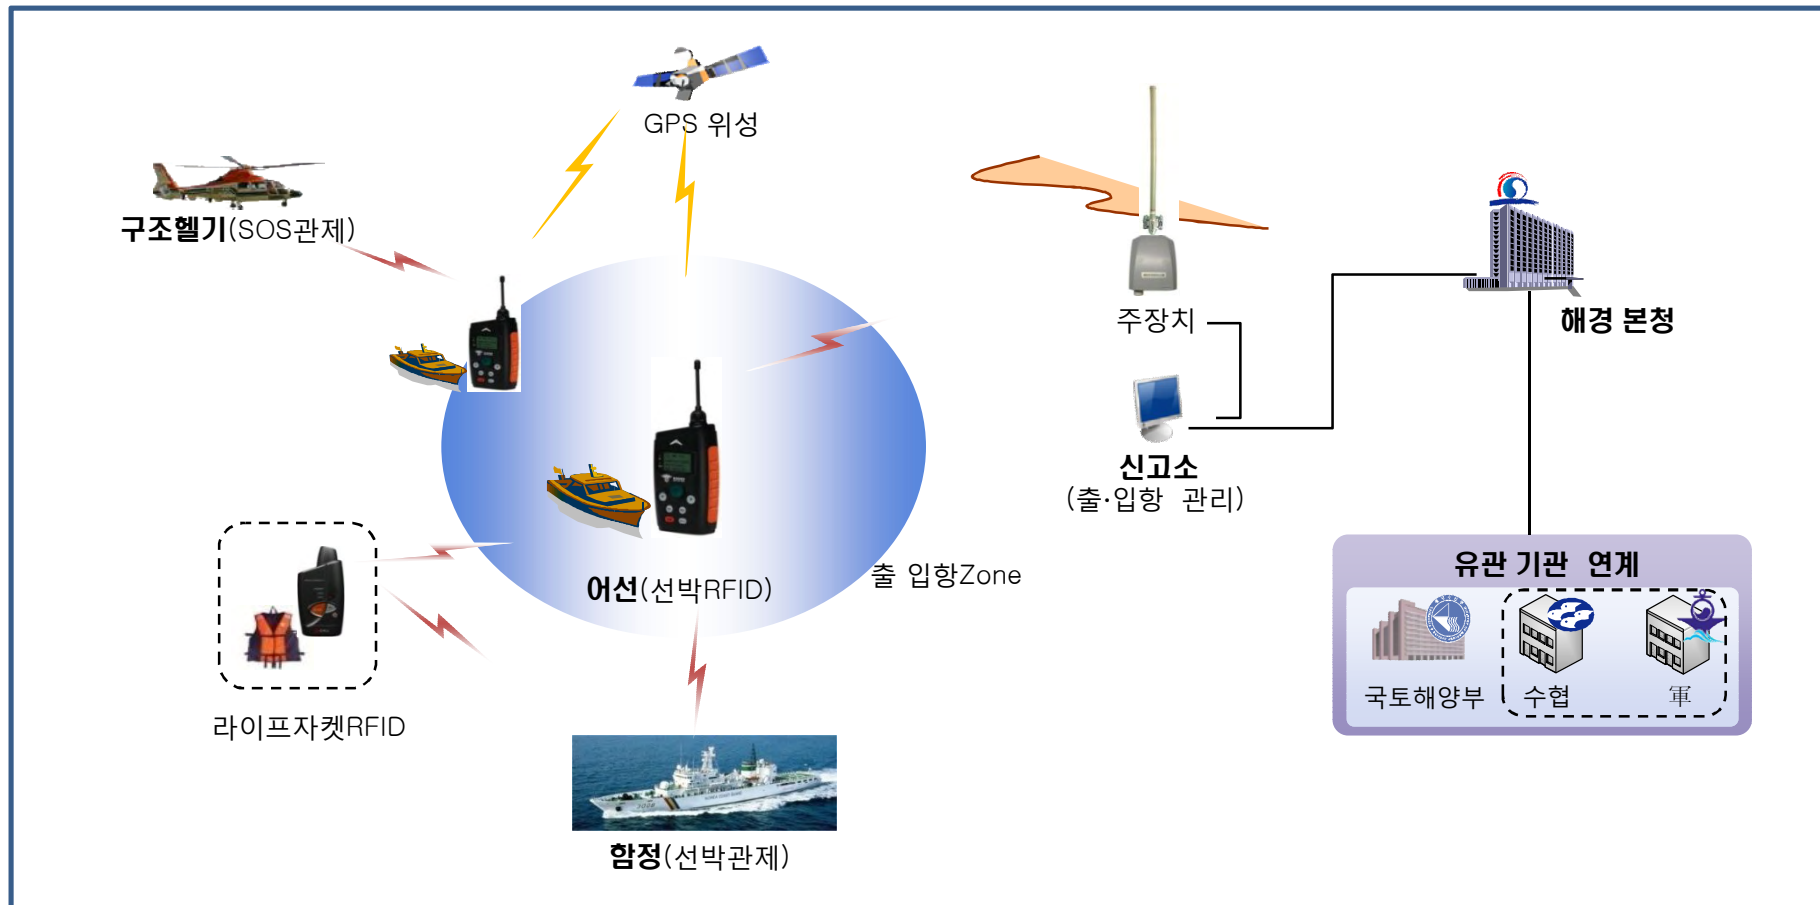 GPS 위성
구조헬기(SOS관제)
주장치
해경 본청
신고소
(출·입항 관리)
유관 기관 연계
출 입항Zone
어선(선박RFID)
국토해양부
수협
軍
라이프자켓RFID
함정(선박관제)